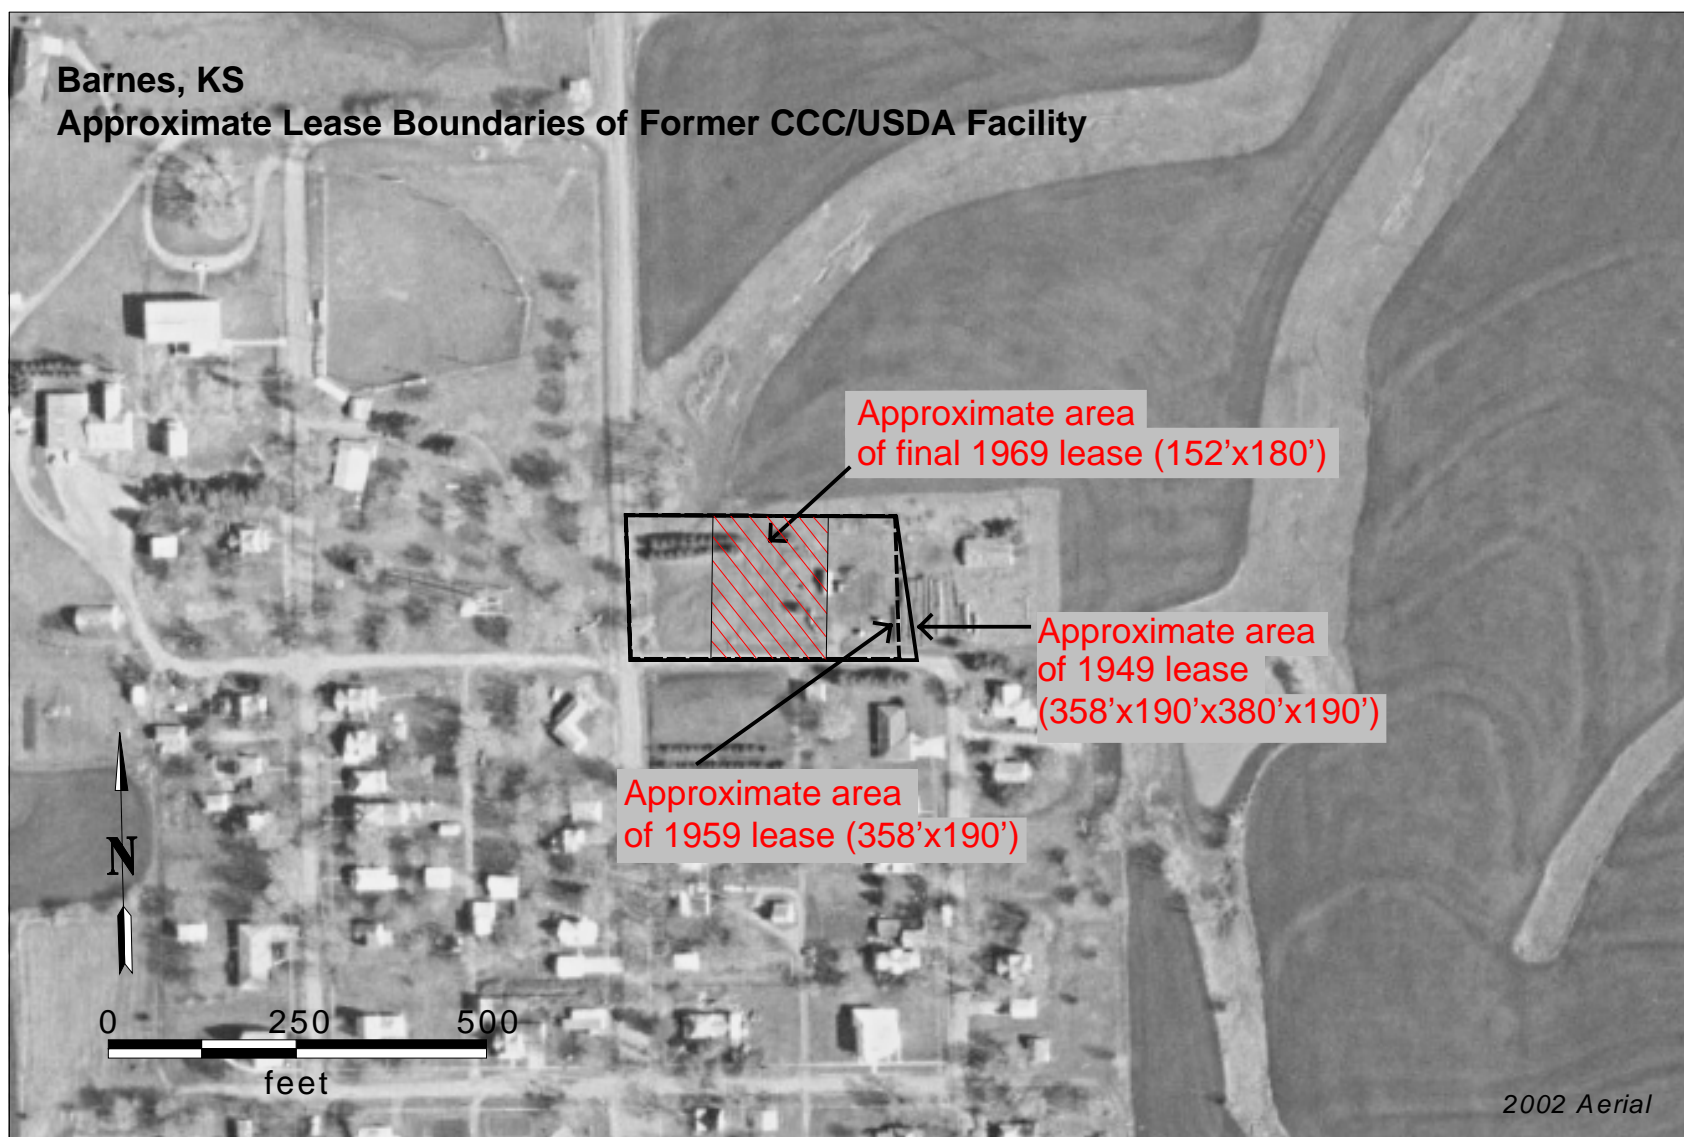 Barnes, KS
Approximate Lease Boundaries of Former CCC/USDA Facility
Approximate area
of final 1969 lease (152’x180’)
Approximate area
of 1949 lease
(358’x190’x380’x190’)
Approximate area
of 1959 lease (358’x190’)
N
0 250 500
feet
2002 Aerial